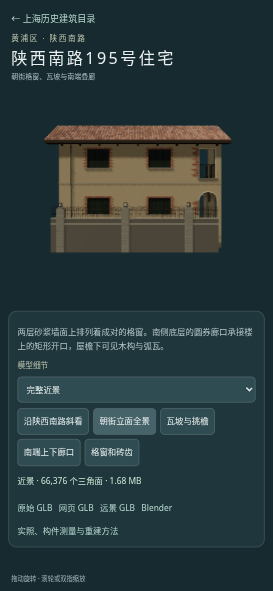 ← 上海历史建筑目录
黄浦区 · 陕西南路
陕西南路195号住宅
朝街格窗、瓦坡与南端叠廊
两层砂浆墙面上排列着成对的格窗。南侧底层的圆券廊口承接楼
上的矩形开口，屋檐下可见木构与弧瓦。
模型细节
完整近景
沿陕西南路斜看
朝街立面全景
瓦坡与挑檐
南端上下廊口
格窗和砖齿
近景 · 66,376 个三角面 · 1.68 MB
原始 GLB 网页 GLB 远景 GLB Blender
实照、构件测量与重建方法
拖动旋转 · 滚轮或双指缩放